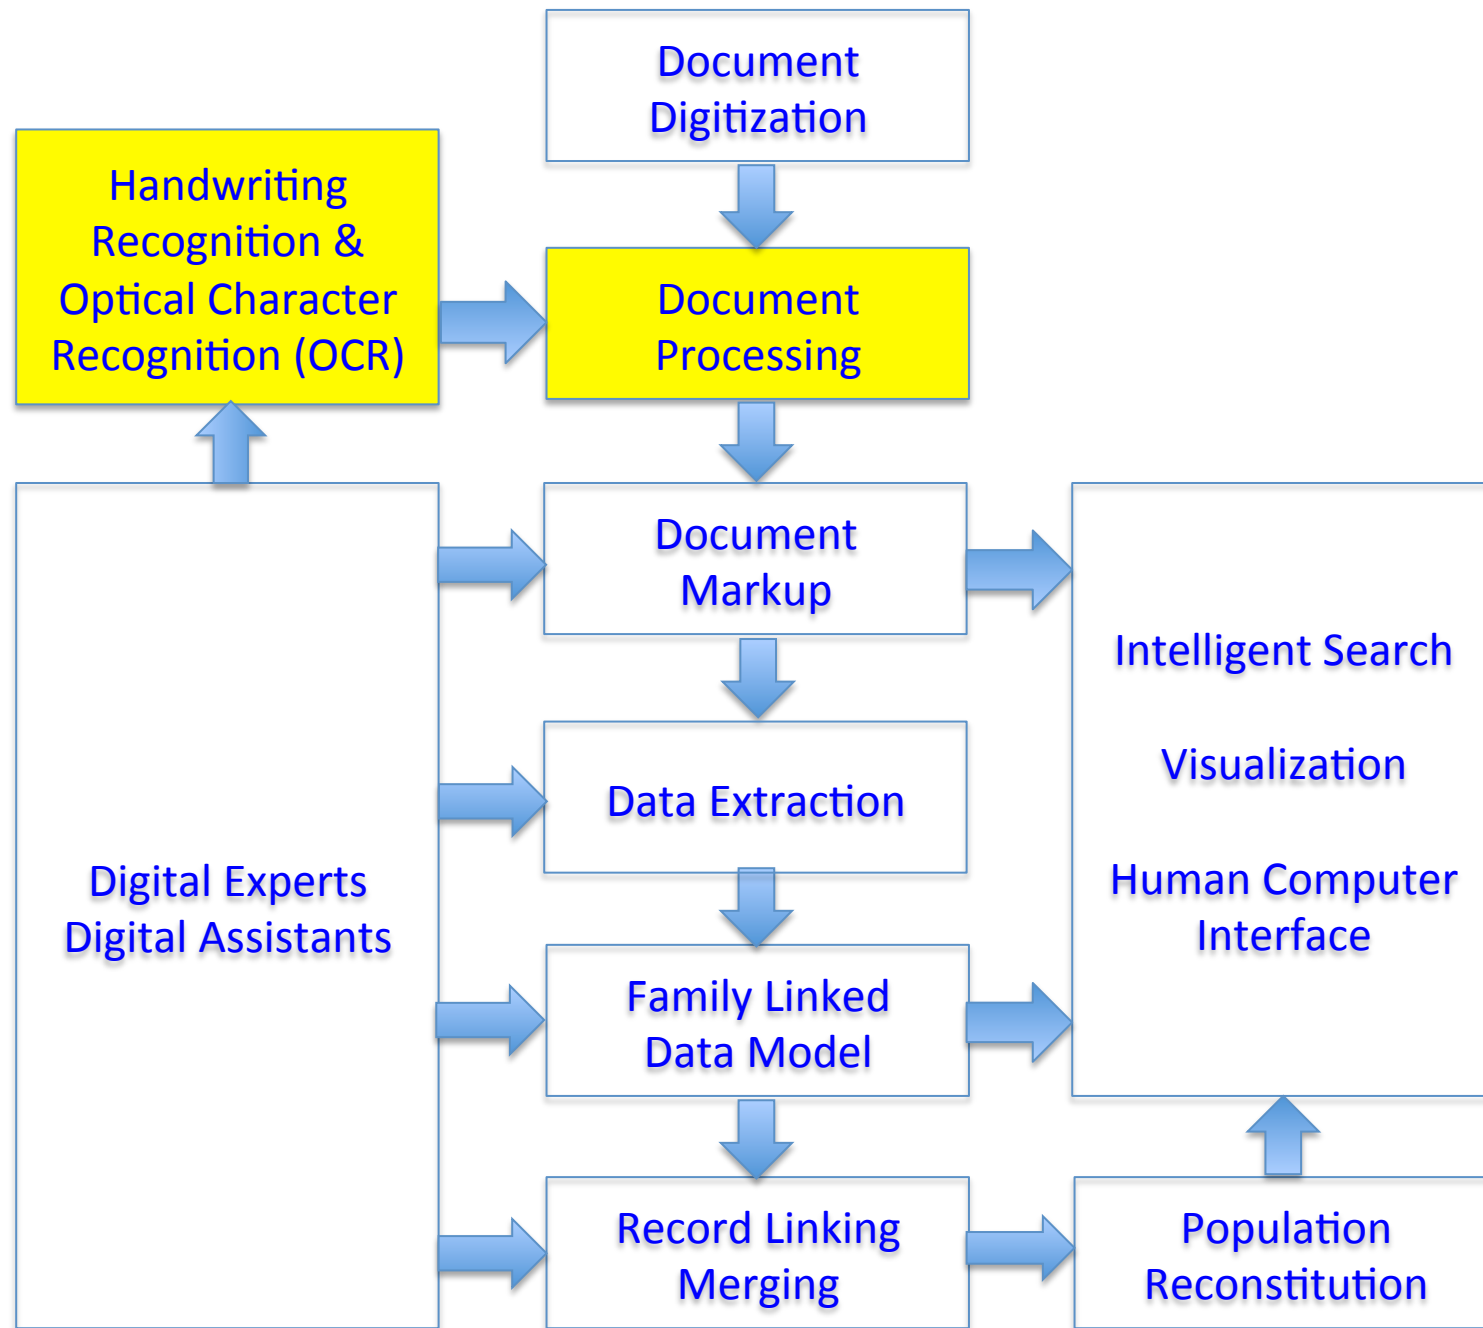 Document
Digitization
Handwriting
Recognition &
Optical Character
Recognition (OCR)
Document
Processing
Document
Markup
Data Extraction
Family Linked
Data Model
Record Linking
Merging
Digital Experts
Digital Assistants
Intelligent Search
Visualization
Human Computer
Interface
Population
Reconstitution